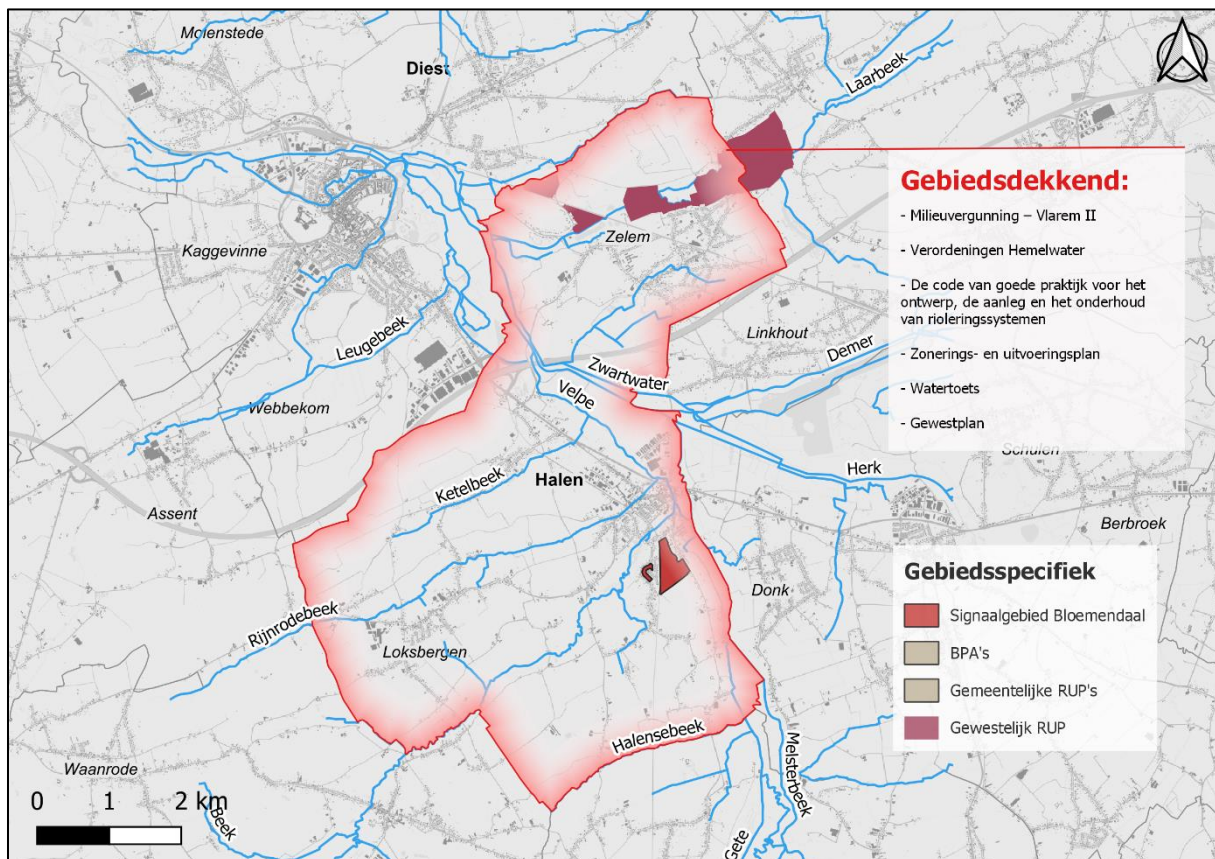 Molenstede
Diest
Laarbeek
Gebiedsdekkend:
- Milieuvergunning – Vlarem II
- Verordeningen Hemelwater
- De code van goede praktijk voor het
ontwerp, de aanleg en het onderhoud
van rioleringssystemen
- Zonerings- en uitvoeringsplan
- Watertoets
- Gewestplan
Zelem
Kaggevinne
Linkhout
Demer
Leugebeek
Zwartwater
Velpe
Webbekom
Schulen
Herk
Halen
Ketelbeek
Assent
Berbroek
Gebiedsspecifiek
Signaalgebied Bloemendaal
BPA's
Gemeentelijke RUP's
Gewestelijk RUP
Donk
Rijnrodebeek
Loksbergen
Halensebeek
Melsterbeek
Waanrode
0 1 2 km
Beek
Gete